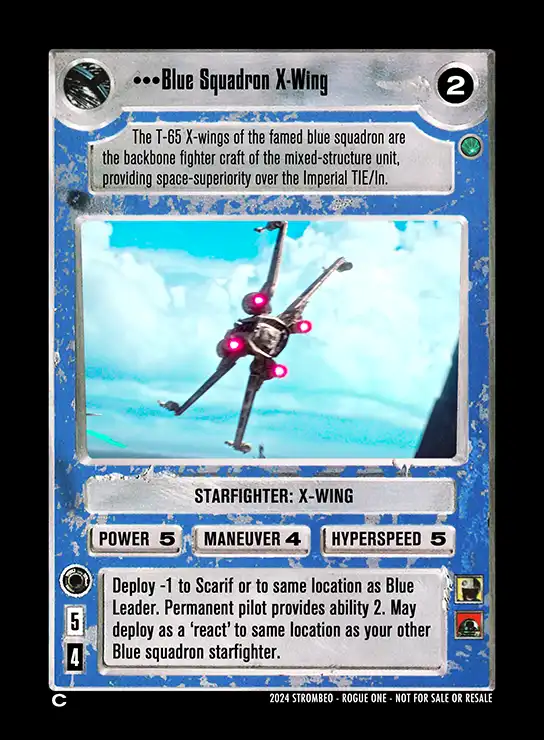 •••Blue Squadron X-Wing
2
The T-65 X-wings of the famed blue squadron are
the backbone fighter craft of the mixed-structure unit,
providing space-superiority over the Imperial TIE/ln.
STARFIGHTER: X-WING
POWER 5 MANEUVER 4 HYPERSPEED 5
Deploy -1 to Scarif or to same location as Blue
Leader. Permanent pilot provides ability 2. May
deploy as a ‘react’ to same location as your other
Blue squadron starfighter.
5
4
C
2024 STROMBEO - ROGUE ONE - NOT FOR SALE OR RESALE